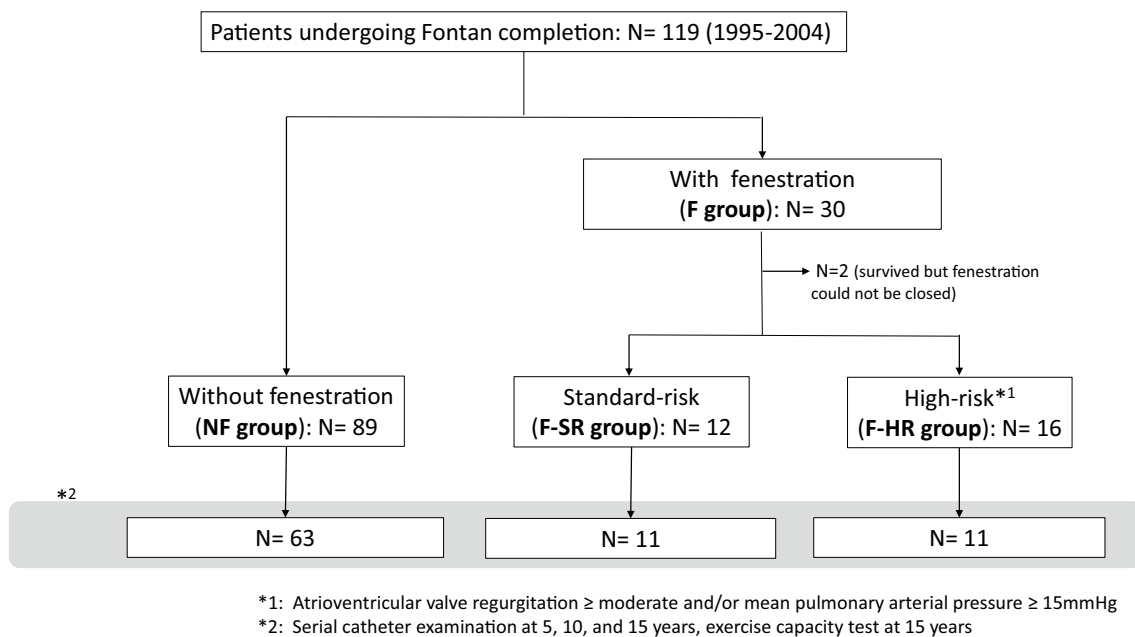 Patients undergoing Fontan completion: N= 119 (1995-2004)
With fenestration
(F group): N= 30
N=2 (survived but fenestration
could not be closed)
Without fenestration
(NF group): N= 89
Standard-risk
(F-SR group): N= 12
High-risk*1
(F-HR group): N= 16
*2
N= 63
N= 11
N= 11
*1: Atrioventricular valve regurgitation ≥ moderate and/or mean pulmonary arterial pressure ≥ 15mmHg
*2: Serial catheter examination at 5, 10, and 15 years, exercise capacity test at 15 years